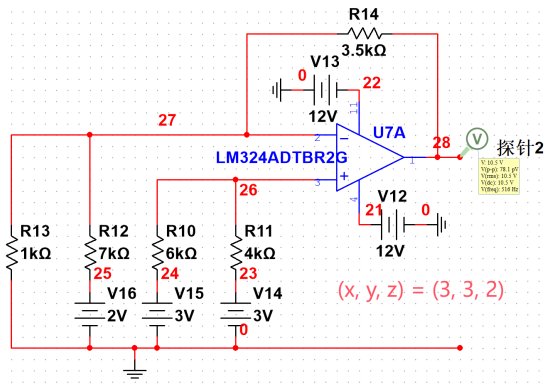 R14
3.5kΩ
V13
0
22
12V
11
27
U7A
2
LM324ADTBR2G
1
28
V
探针2
V: 10.5 V
V(p-p): 78.1 pV
V(rms): 10.5 V
V(dc): 10.5 V
V(freq): 516 Hz
3
26
4
V12
21
0
12V
R13
1kΩ
R12
7kΩ
R10
6kΩ
R11
4kΩ
25
24
23
V16
2V
V15
3V
V14
3V
0
(x, y, z) = (3, 3, 2)